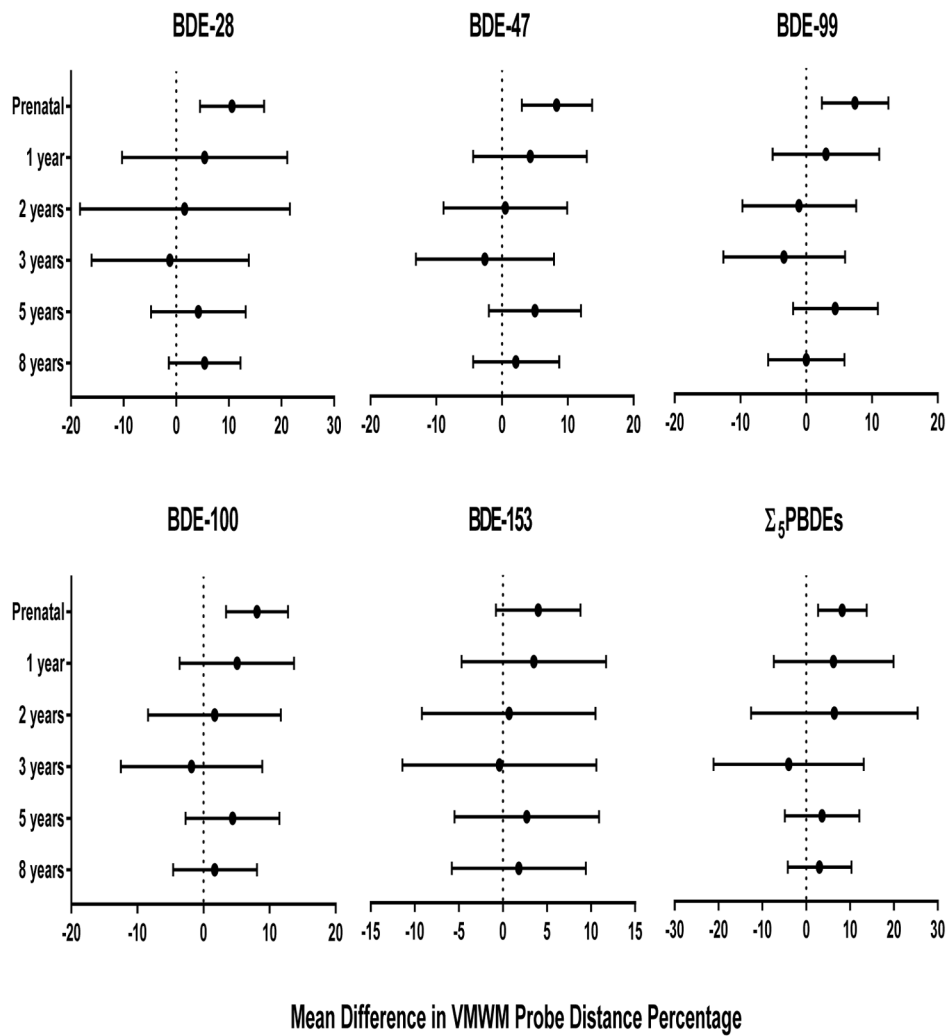 BDE-28 BDE-47 BDE-99
Prenatal
1 year
2 years
3 years
5 years
8 years
-20 -10 0 10 20 30 -20 -10 0 10 20 -20 -10 0 10 20
BDE-100 BDE-153 Σ5PBDEs
Prenatal
1 year
2 years
3 years
5 years
8 years
-20 -10 0 10 20 -15 -10 -5 0 5 10 15 -30 -20 -10 0 10 20 30
Mean Difference in VMWM Probe Distance Percentage